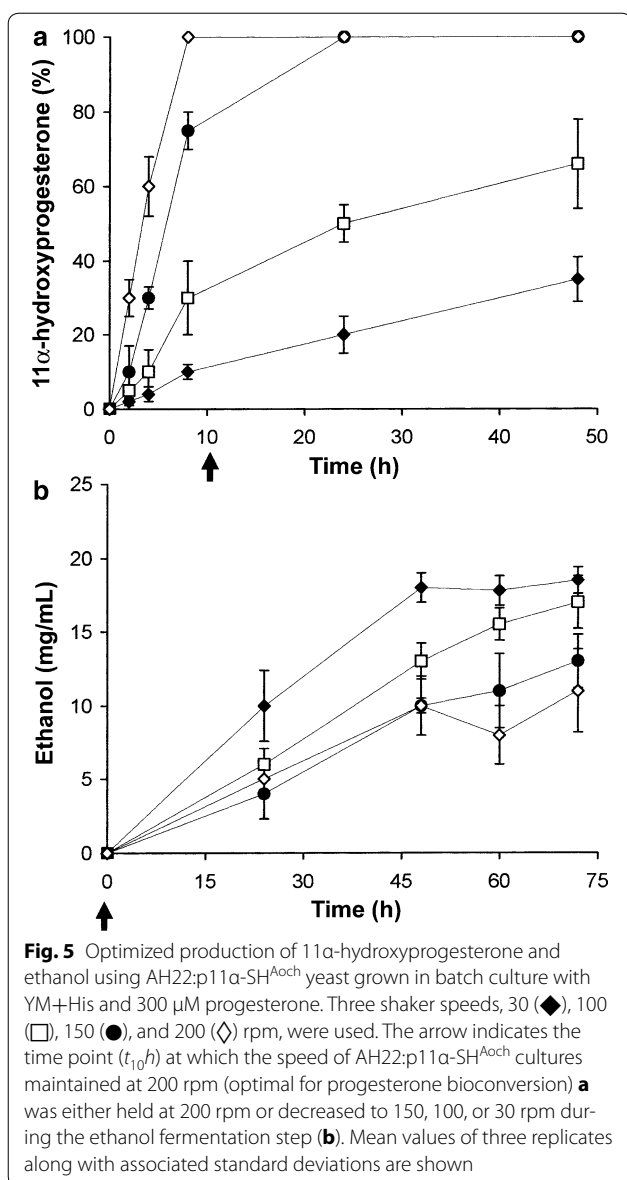 a
100
80
60
40
20
0
11α-hydroxyprogesterone (%)
0 10 20 30 40 50
Time (h)
b
25
20
15
10
5
0
Ethanol (mg/mL)
0 15 30 45 60 75
Time (h)
Fig. 5 Optimized production of 11α-hydroxyprogesterone and
ethanol using AH22:p11α-SH^Aoch yeast grown in batch culture with
YM+His and 300 µM progesterone. Three shaker speeds, 30 (◆), 100
(□), 150 (●), and 200 (◇) rpm, were used. The arrow indicates the
time point (t₁₀h) at which the speed of AH22:p11α-SH^Aoch cultures
maintained at 200 rpm (optimal for progesterone bioconversion) a
was either held at 200 rpm or decreased to 150, 100, or 30 rpm dur-
ing the ethanol fermentation step (b). Mean values of three replicates
along with associated standard deviations are shown